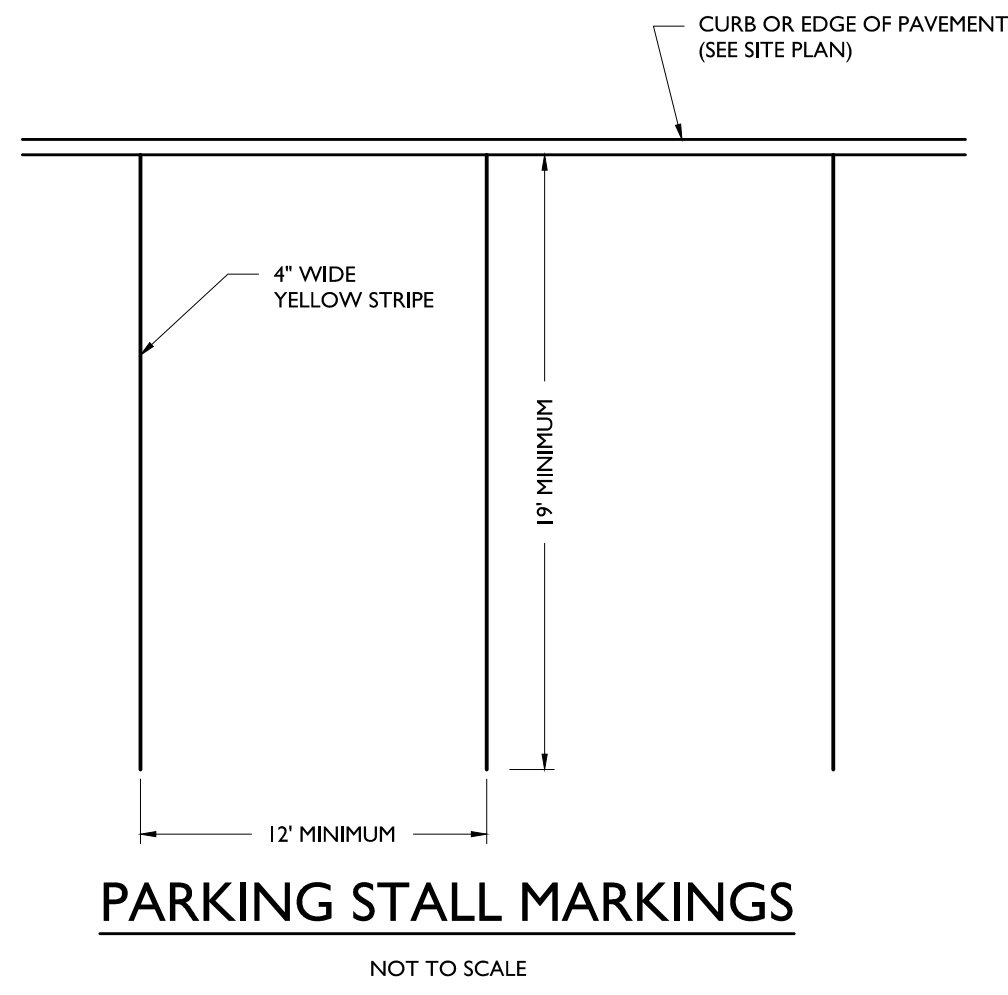 CURB OR EDGE OF PAVEMENT
(SEE SITE PLAN)
4" WIDE
YELLOW STRIPE
19' MINIMUM
12' MINIMUM
PARKING STALL MARKINGS
NOT TO SCALE